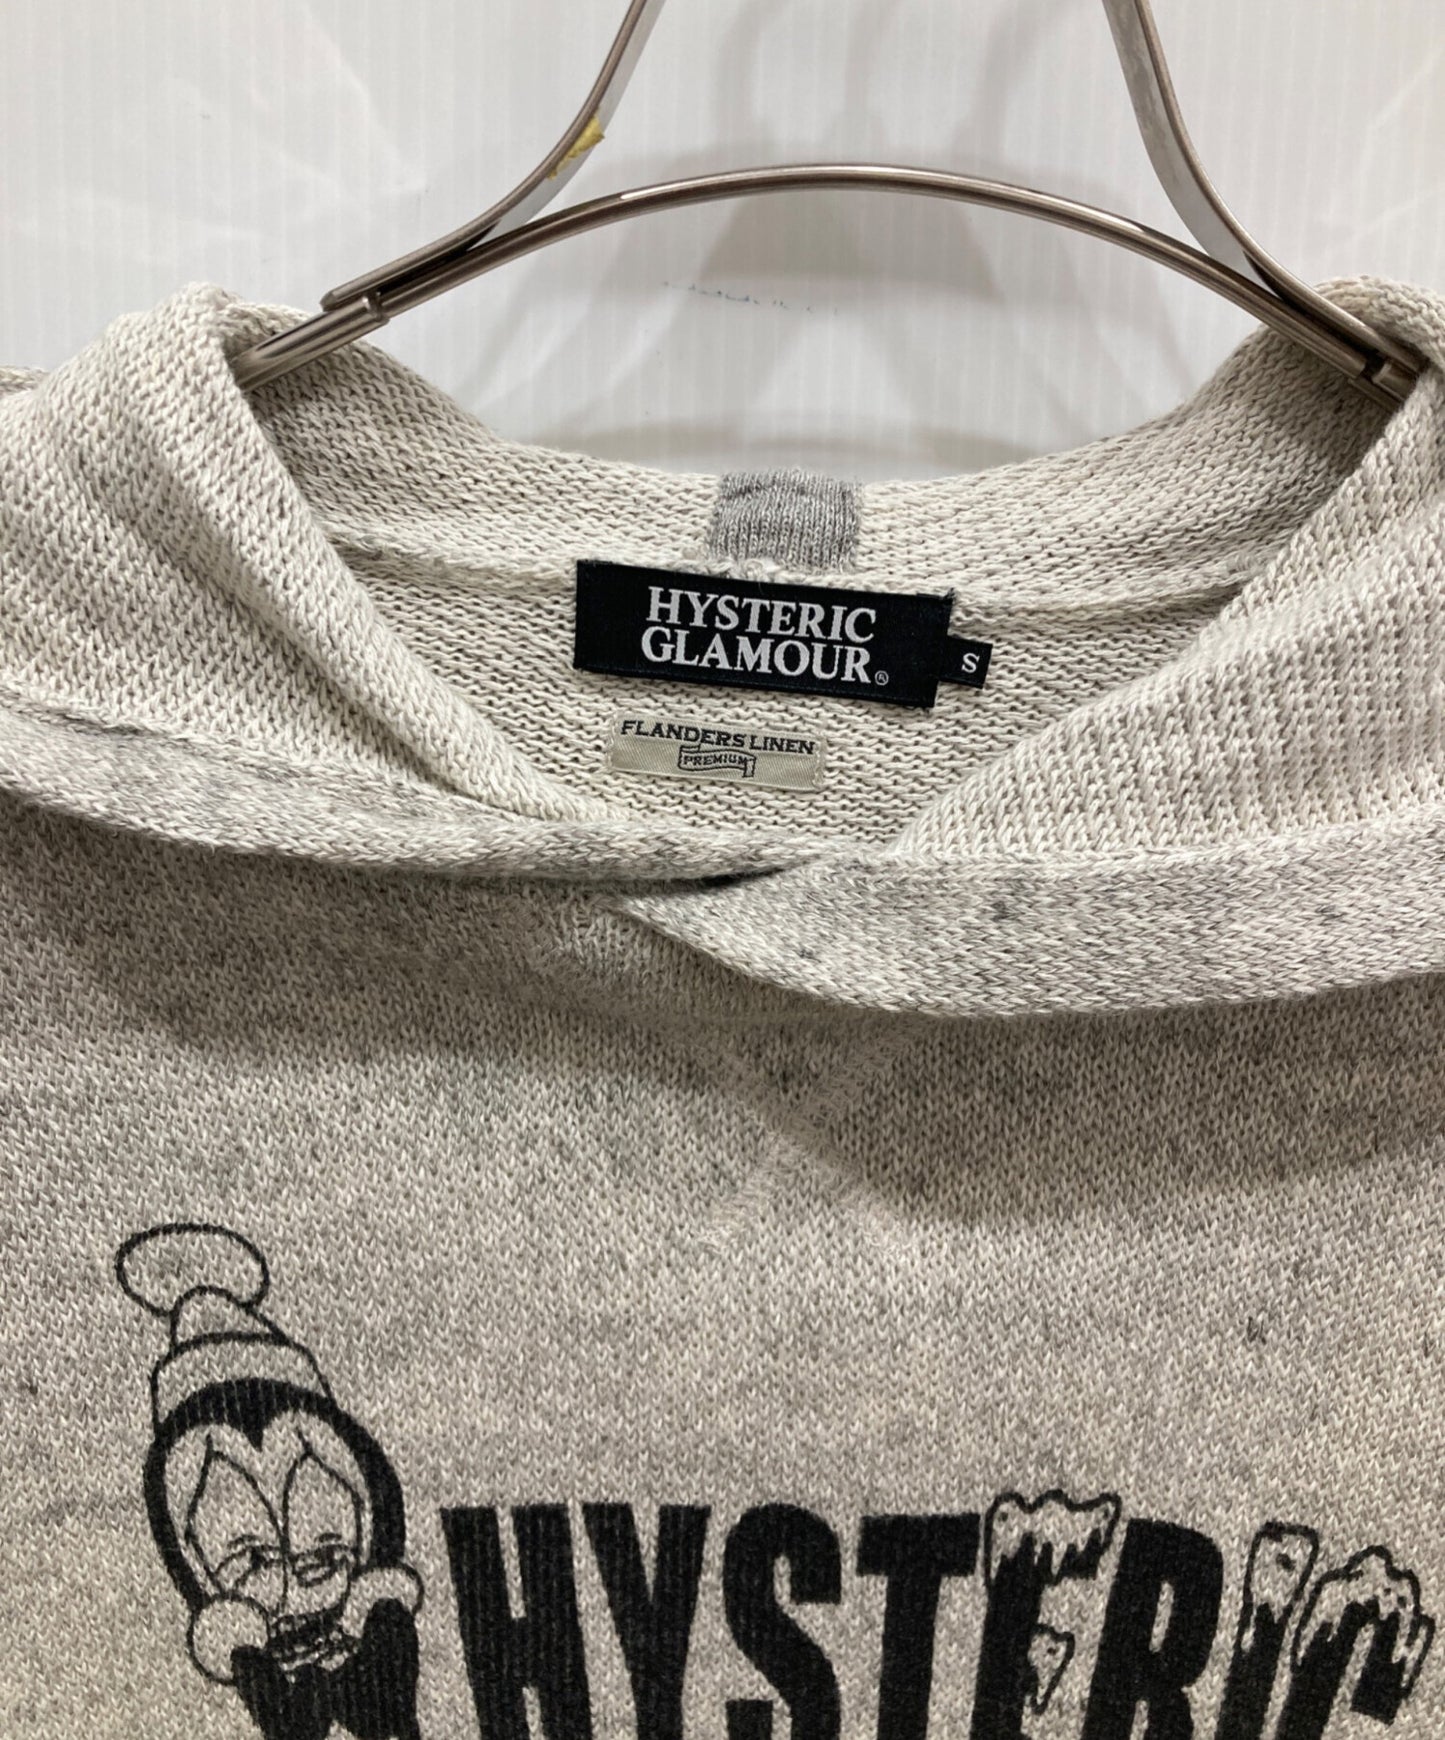 HYSTERIC
GLAMOUR®
S
FLANDERS LINEN
PREMIUM
HYSTERIC